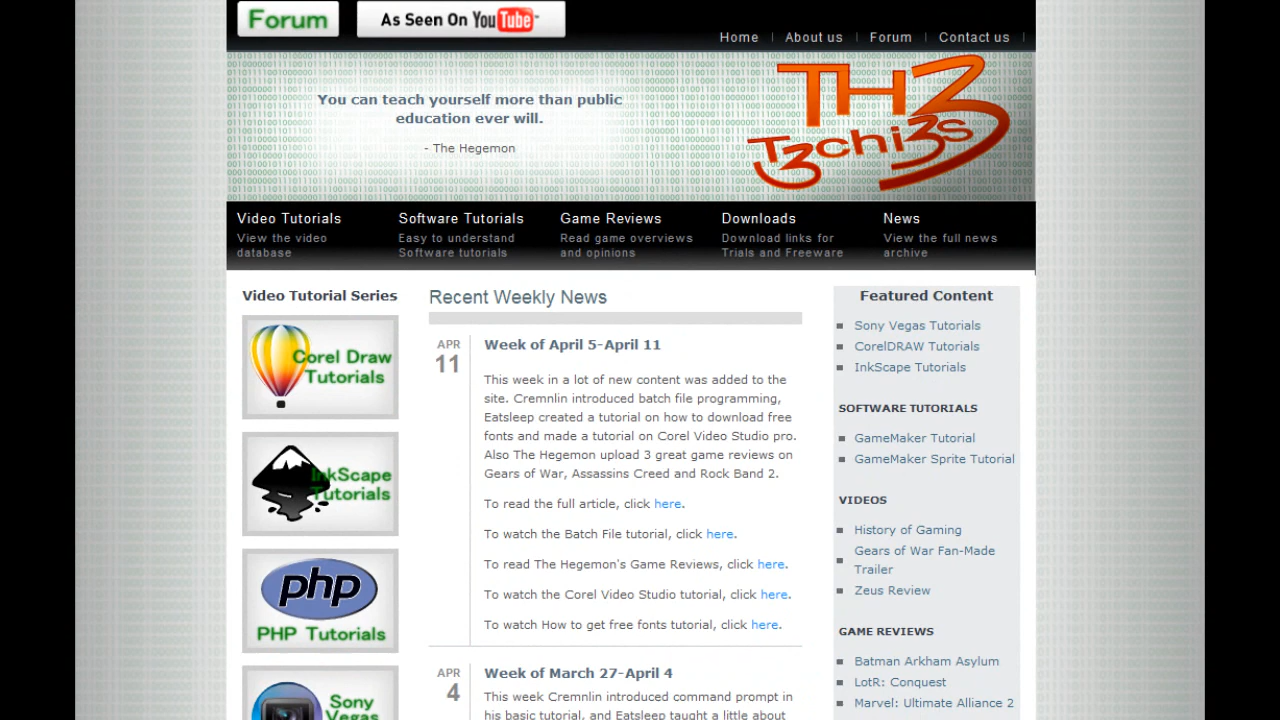 Forum
As Seen On YouTube
Home
About us
Forum
Contact us
You can teach yourself more than public
education ever will.
- The Hegemon
TH3
T3chi3s
Video Tutorials
View the video
database
Software Tutorials
Easy to understand
Software tutorials
Game Reviews
Read game overviews
and opinions
Downloads
Download links for
Trials and Freeware
News
View the full news
archive
Video Tutorial Series
Corel Draw
Tutorials
InkScape
Tutorials
php
PHP Tutorials
Sony
Vegas
Recent Weekly News
APR
11
Week of April 5-April 11
This week in a lot of new content was added to the
site. Cremnlin introduced batch file programming,
Eatsleep created a tutorial on how to download free
fonts and made a tutorial on Corel Video Studio pro.
Also The Hegemon upload 3 great game reviews on
Gears of War, Assassins Creed and Rock Band 2.
To read the full article, click here.
To watch the Batch File tutorial, click here.
To read The Hegemon's Game Reviews, click here.
To watch the Corel Video Studio tutorial, click here.
To watch How to get free fonts tutorial, click here.
APR
4
Week of March 27-April 4
This week Cremnlin introduced command prompt in
his basic tutorial, and Eatsleep taught a little about
Featured Content
Sony Vegas Tutorials
CorelDRAW Tutorials
InkScape Tutorials
SOFTWARE TUTORIALS
GameMaker Tutorial
GameMaker Sprite Tutorial
VIDEOS
History of Gaming
Gears of War Fan-Made
Trailer
Zeus Review
GAME REVIEWS
Batman Arkham Asylum
LotR: Conquest
Marvel: Ultimate Alliance 2